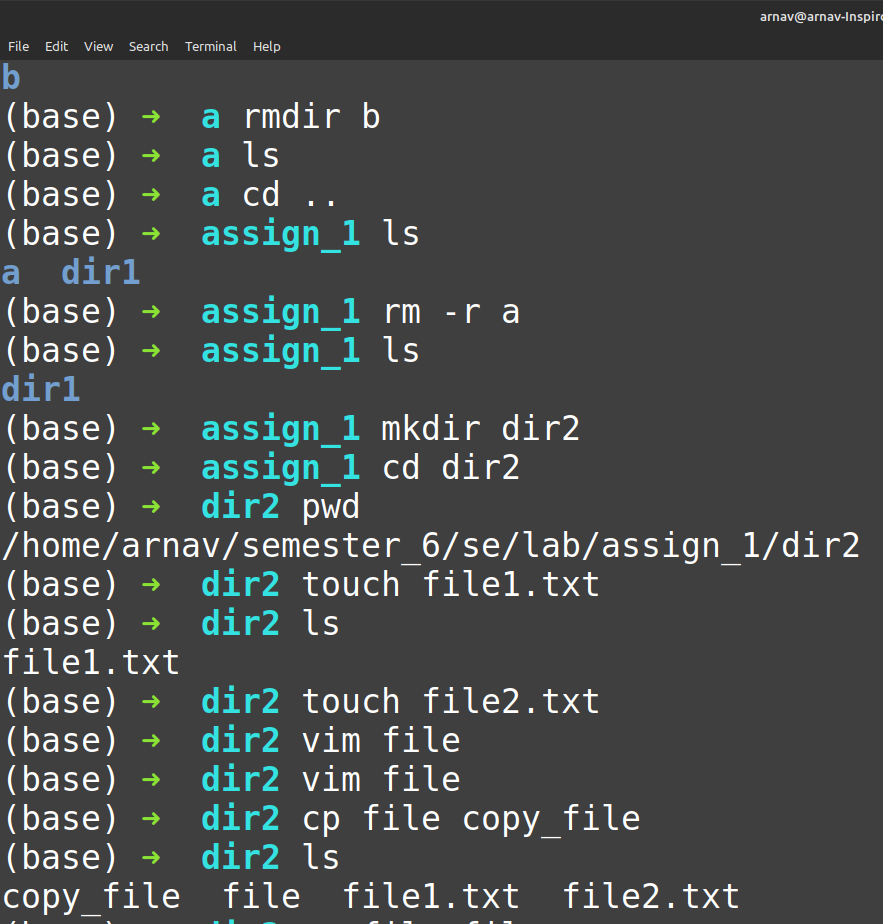 arnav@arnav-Inspiro
File Edit View Search Terminal Help
b
(base) ➜  a rmdir b
(base) ➜  a ls
(base) ➜  a cd ..
(base) ➜  assign_1 ls
a  dir1
(base) ➜  assign_1 rm -r a
(base) ➜  assign_1 ls
dir1
(base) ➜  assign_1 mkdir dir2
(base) ➜  assign_1 cd dir2
(base) ➜  dir2 pwd
/home/arnav/semester_6/se/lab/assign_1/dir2
(base) ➜  dir2 touch file1.txt
(base) ➜  dir2 ls
file1.txt
(base) ➜  dir2 touch file2.txt
(base) ➜  dir2 vim file
(base) ➜  dir2 vim file
(base) ➜  dir2 cp file copy_file
(base) ➜  dir2 ls
copy_file  file  file1.txt  file2.txt